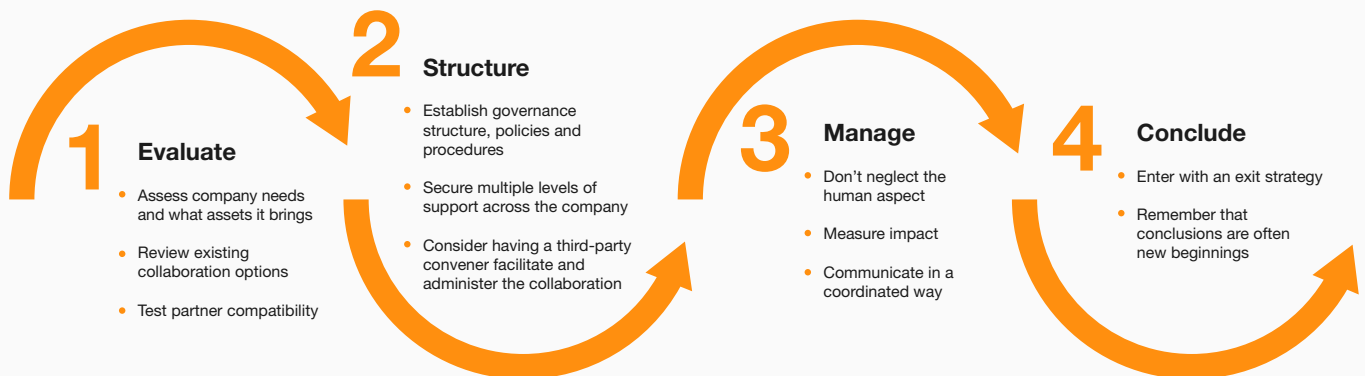 1
Evaluate
• Assess company needs
and what assets it brings
• Review existing
collaboration options
• Test partner compatibility
2
Structure
• Establish governance
structure, policies and
procedures
• Secure multiple levels of
support across the company
• Consider having a third-party
convener facilitate and
administer the collaboration
3
Manage
• Don’t neglect the
human aspect
• Measure impact
• Communicate in a
coordinated way
4
Conclude
• Enter with an exit strategy
• Remember that
conclusions are often
new beginnings